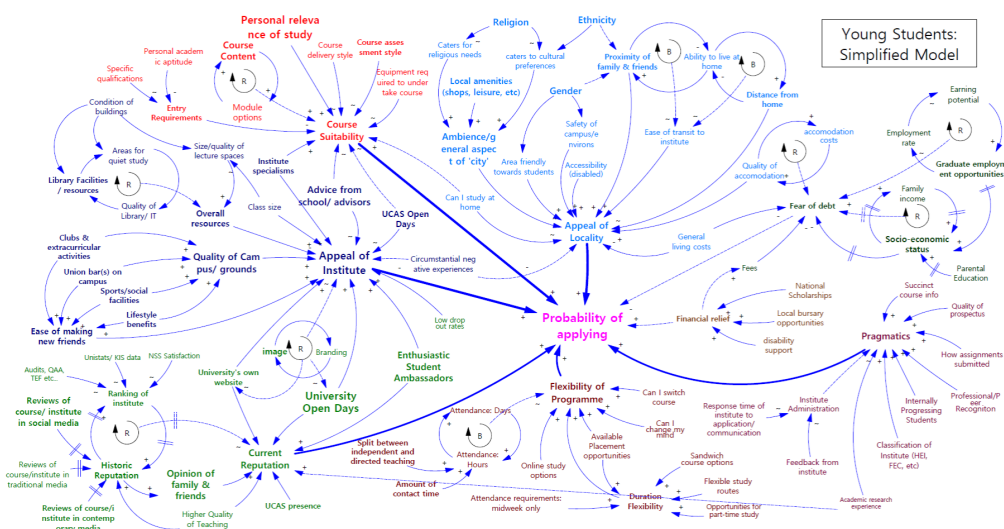 Young Students:
Simplified Model
Personal releva
nce of study
Religion
Ethnicity
Personal academ
ic aptitude
Course
Content
Course
delivery style
Course asses
sment style
Caters for
religious needs
caters to cultural
preferences
Proximity of
family & friends
B
Ability to live at
home
B
Specific
qualifications
R
Equipment req
uired to under
take course
Local amenities
(shops, leisure, etc)
Gender
Distance from
home
Earning
potential
Condition of
buildings
Entry
Requirements
Module
options
Course
Suitability
Ambience/g
eneral aspec
t of 'city'
Safety of
campus/e
nvirons
Ease of transit to
institute
accomodation
costs
Employment
rate
R
Areas for
quiet study
Size/quality of
lecture spaces
Institute
specialisms
Area friendly
towards students
Accessibility
(disabled)
Quality of
accomodation
R
Graduate employm
ent opportunities
Library Facilities
/ resources
R
Quality of
Library/ IT
Overall
resources
Class size
Advice from
school/ advisors
Can I study at
home
Fear of debt
Family
income
R
UCAS Open
Days
Appeal of
Locality
General
living costs
Socio-economic
status
Clubs &
extracurricular
activities
Quality of Cam
pus/ grounds
Appeal of
Institute
Circumstantial neg
ative experiences
Parental
Education
Union bar(s) on
campus
Sports/social
facilities
Lifestyle
benefits
Ease of making
new friends
Fees
National
Scholarships
Succinct
course info
Quality of
prospectus
Probability of
applying
Financial relief
Local bursary
opportunities
disability
support
Pragmatics
Low drop
out rates
How assignments
submitted
image
R
Branding
University's own
website
Enthusiastic
Student
Ambassadors
University
Open Days
Unistats/ KIS data
NSS Satisfaction
Audits, QAA,
TEF etc..
Ranking of
institute
Reviews of
course/ institute
in social media
R
Flexibility of
Programme
Can I switch
course
Can I
change my
mind
Response time of
institute to
application/
communication
Institute
Administration
Internally
Progressing
Students
Professional/P
eer
Recogniton
Attendance: Days
B
Attendance:
Hours
Split between
independent and
directed teaching
Available
Placement
opportunities
Classification of
Institute (HEI,
FEC, etc)
Feedback from
institute
Reviews of
course/institute in
traditional media
Historic
Reputation
Current
Reputation
Opinion of
family &
friends
Online study
options
Sandwich
course options
Flexible study
routes
Amount of
contact time
Reviews of course/i
nstitute in contemp
orary media
Higher Quality
of Teaching
UCAS presence
Attendance requirements:
midweek only
Duration
Flexibility
Opportunities for
part-time study
Academic research
experience